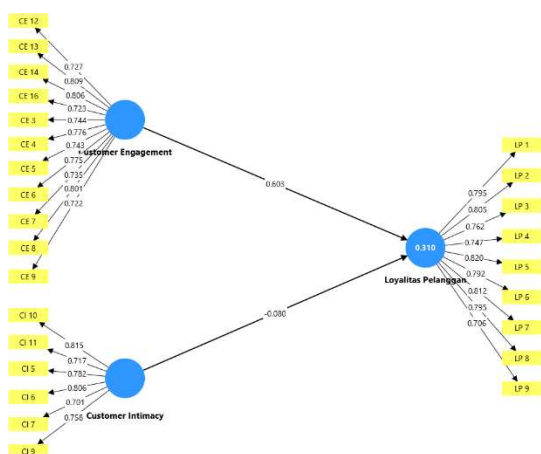 CE 12
CE 13
CE 14
CE 16
CE 3
CE 4
CE 5
CE 6
CE 7
CE 8
CE 9
0.727
0.809
0.806
0.723
0.744
0.776
0.743
0.775
0.735
0.801
0.722
Customer Engagement
0.603
CI 10
CI 11
CI 5
CI 6
CI 7
CI 9
0.815
0.717
0.782
0.806
0.701
0.758
Customer Intimacy
-0.080
0.310
Loyalitas Pelanggan
0.795
0.805
0.762
0.747
0.820
0.792
0.812
0.795
0.706
LP 1
LP 2
LP 3
LP 4
LP 5
LP 6
LP 7
LP 8
LP 9